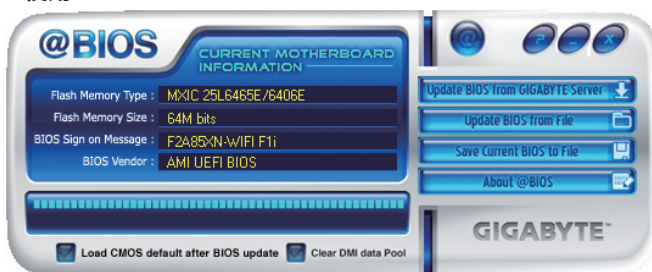 @BIOS
CURRENT MOTHERBOARD
INFORMATION
Flash Memory Type : MXIC 25L6465E/6406E
Flash Memory Size : 64M bits
BIOS Sign on Message : F2A85XN-WIFI F1i
BIOS Vendor : AMI UEFI BIOS
Load CMOS default after BIOS update
Clear DMI data Pool
@
?
-
X
Update BIOS from GIGABYTE Server
Update BIOS from File
Save Current BIOS to File
About @BIOS
GIGABYTE™